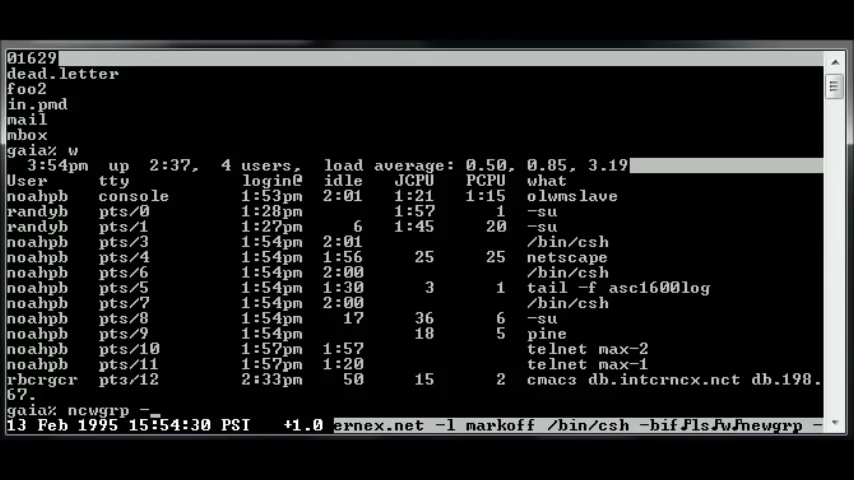 01629
dead.letter
foo2
in.pmd
mail
mbox
gaia% w
3:54pm up 2:37, 4 users, load average: 0.50, 0.85, 3.19
User tty login@ idle JCPU PCPU what
noahpb console 1:53pm 2:01 1:21 1:15 olwmslave
randyb pts/0 1:28pm 1:57 1 -su
randyb pts/1 1:27pm 6 1:45 20 -su
noahpb pts/3 1:54pm 2:01 /bin/csh
noahpb pts/4 1:54pm 1:56 25 25 netscape
noahpb pts/6 1:54pm 2:00 /bin/csh
noahpb pts/5 1:54pm 1:30 3 1 tail -f asc1600log
noahpb pts/7 1:54pm 2:00 /bin/csh
noahpb pts/8 1:54pm 17 36 6 -su
noahpb pts/9 1:54pm 18 5 pine
noahpb pts/10 1:57pm 1:57 telnet max-2
noahpb pts/11 1:57pm 1:20 telnet max-1
rberger pts/12 2:33pm 50 15 2 emacs db.internex.net db.198.
67.
gaia% newgrp -
13 Feb 1995 15:54:30 PST +1.0 ernex.net -l markoff /bin/csh -bif♪ls♪w♪newgrp -